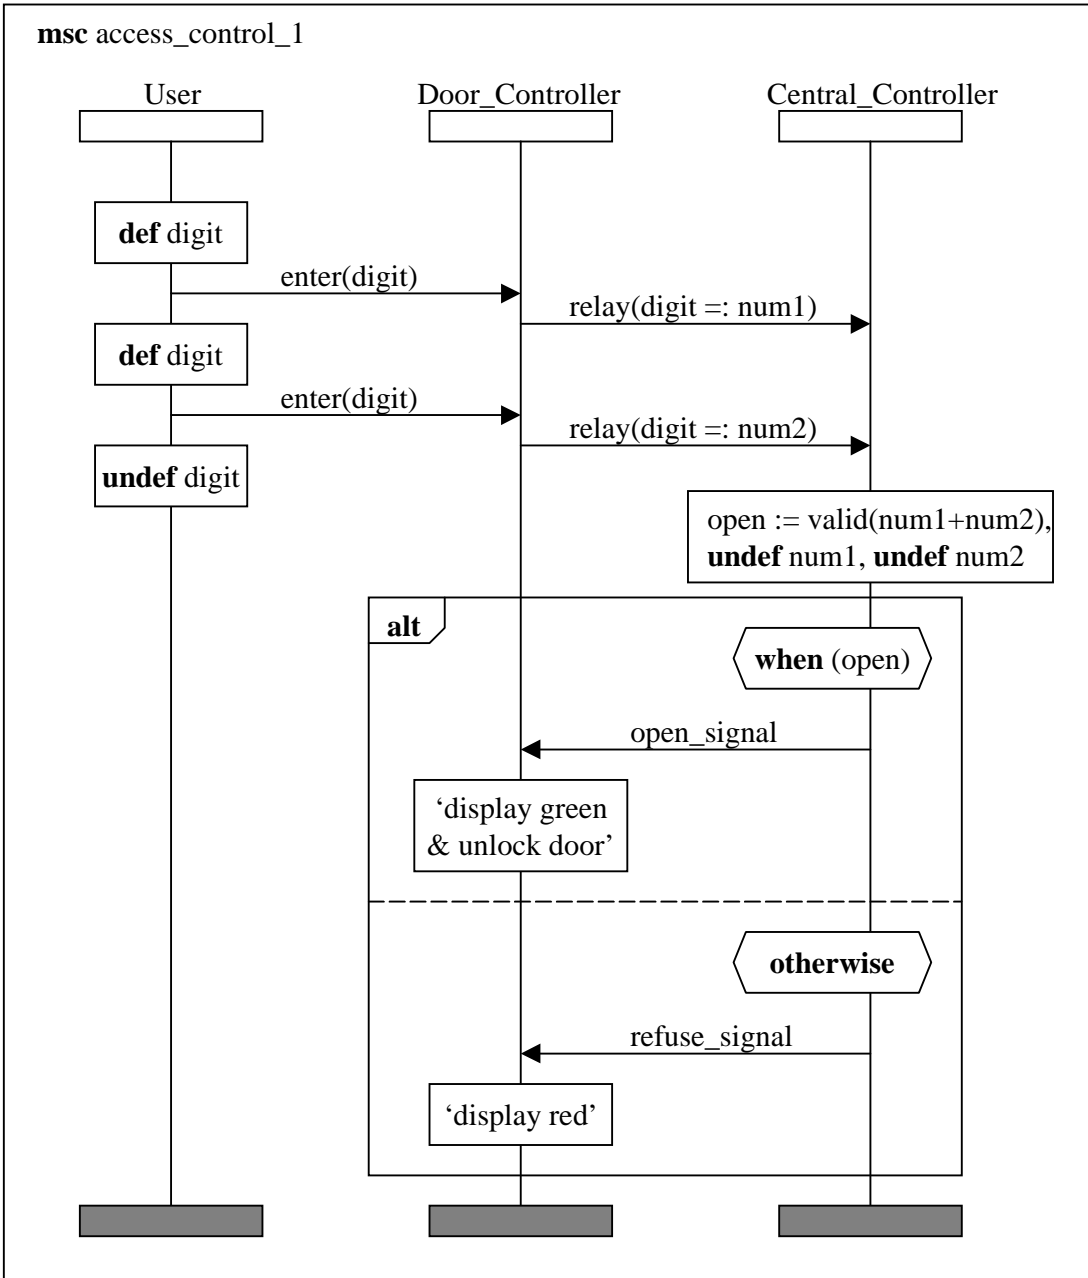 msc access_control_1
User
Door_Controller
Central_Controller
def digit
enter(digit)
relay(digit =: num1)
def digit
enter(digit)
relay(digit =: num2)
undef digit
open := valid(num1+num2),
undef num1, undef num2
alt
when (open)
open_signal
‘display green
& unlock door’
otherwise
refuse_signal
‘display red’